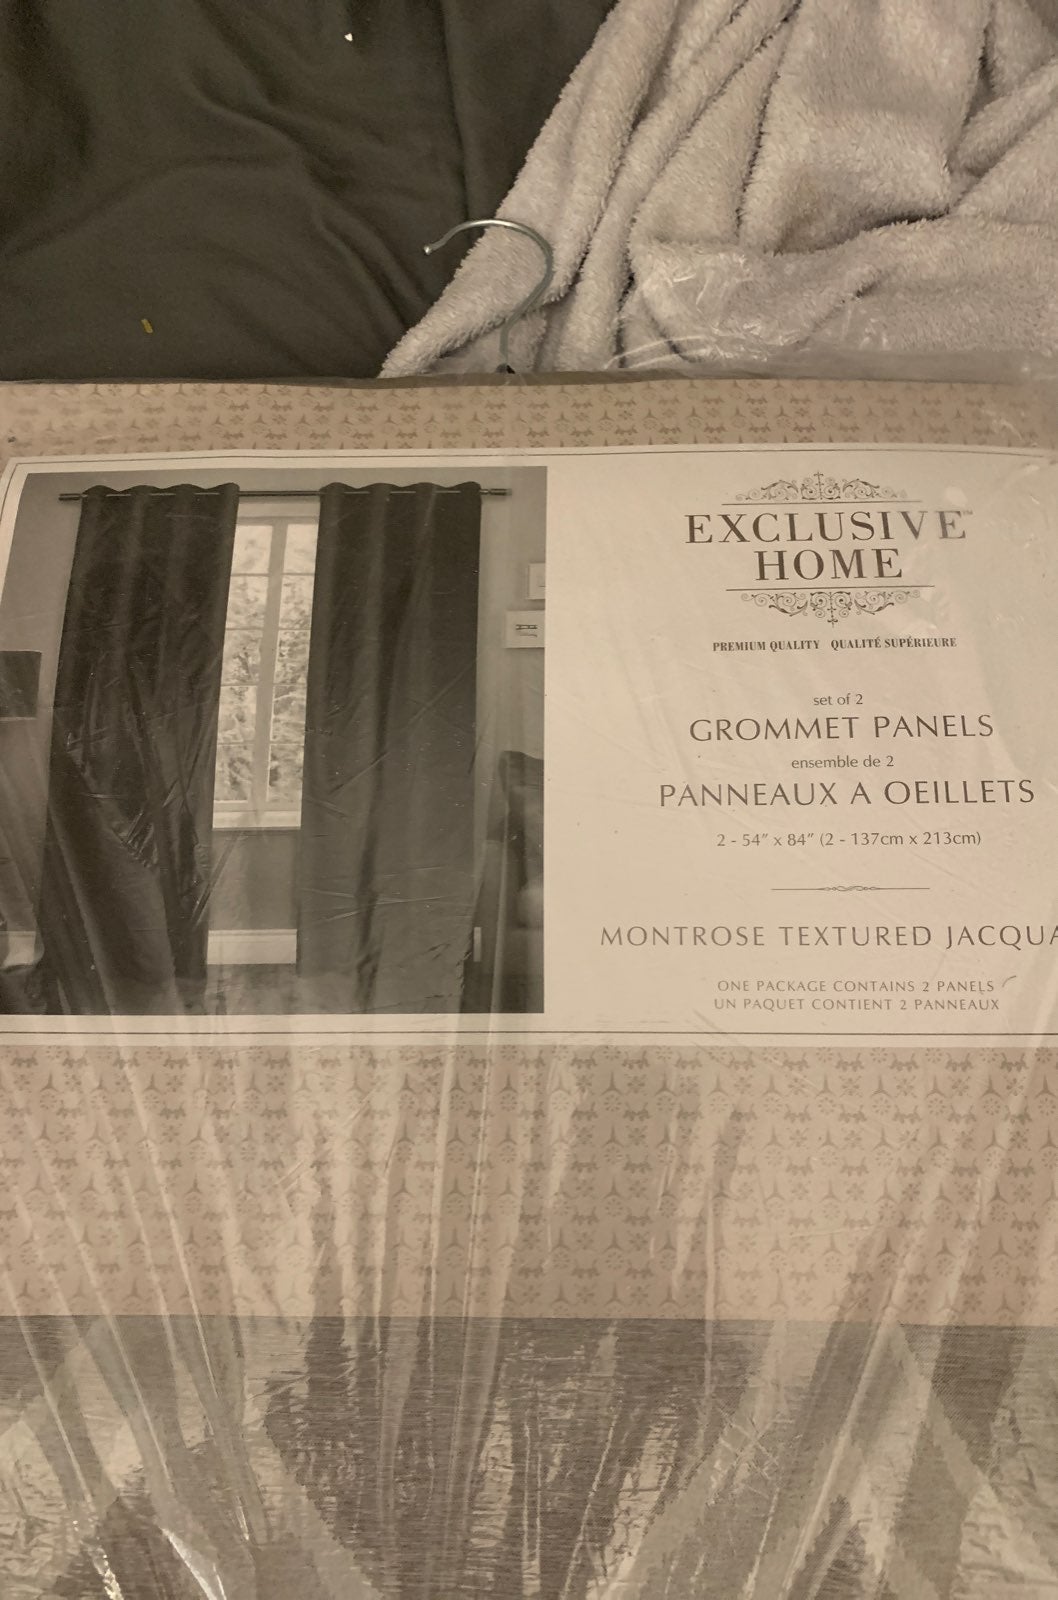 EXCLUSIVE™
HOME
PREMIUM QUALITY QUALITÉ SUPÉRIEURE
set of 2
GROMMET PANELS
ensemble de 2
PANNEAUX A OEILLETS
2 - 54" x 84" (2 - 137cm x 213cm)
MONTROSE TEXTURED JACQUA
ONE PACKAGE CONTAINS 2 PANELS
UN PAQUET CONTIENT 2 PANNEAUX